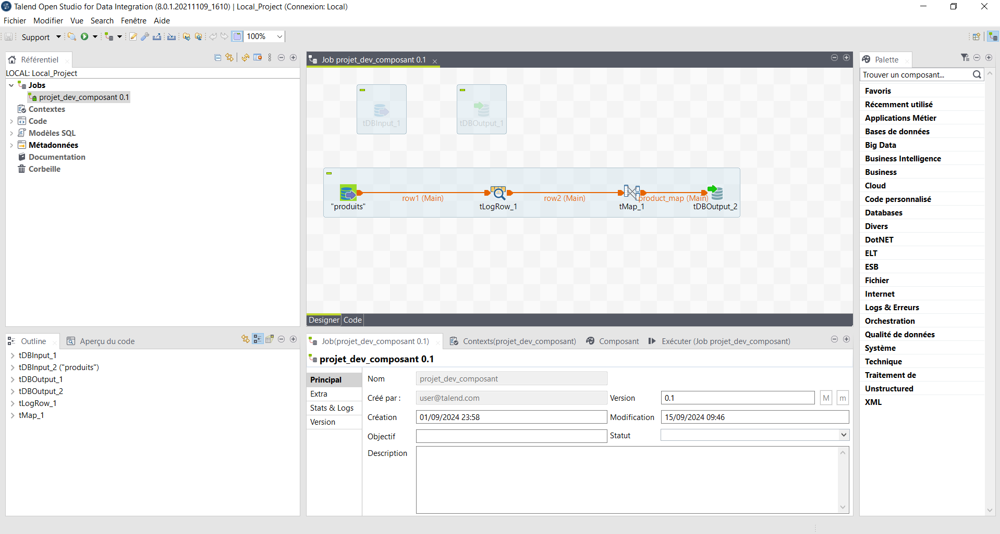 Talend Open Studio for Data Integration (8.0.1.20211109_1610) | Local_Project (Connexion: Local)
Fichier Modifier Vue Search Fenêtre Aide
Support 100%
Référentiel
LOCAL: Local_Project
Jobs
projet_dev_composant 0.1
Contextes
Code
Modèles SQL
Métadonnées
Documentation
Corbeille
Job projet_dev_composant 0.1
tDBInput_1
tDBOutput_1
row1 (Main)
row2 (Main)
product_map (Main)
"produits"
tLogRow_1
tMap_1
tDBOutput_2
Designer Code
Palette
Trouver un composant...
Favoris
Récemment utilisé
Applications Métier
Bases de données
Big Data
Business Intelligence
Business
Cloud
Code personnalisé
Databases
Divers
DotNET
ELT
ESB
Fichier
Internet
Logs & Erreurs
Orchestration
Qualité de données
Système
Technique
Traitement de
Unstructured
XML
Outline Aperçu du code
tDBInput_1
tDBInput_2 ("produits")
tDBOutput_1
tDBOutput_2
tLogRow_1
tMap_1
Job(projet_dev_composant 0.1) Contexts(projet_dev_composant) Composant Exécuter (Job projet_dev_composant)
projet_dev_composant 0.1
Principal
Extra
Stats & Logs
Version
Nom projet_dev_composant
Créé par : user@talend.com Version 0.1 M m
Création 01/09/2024 23:58 Modification 15/09/2024 09:46
Objectif Statut
Description